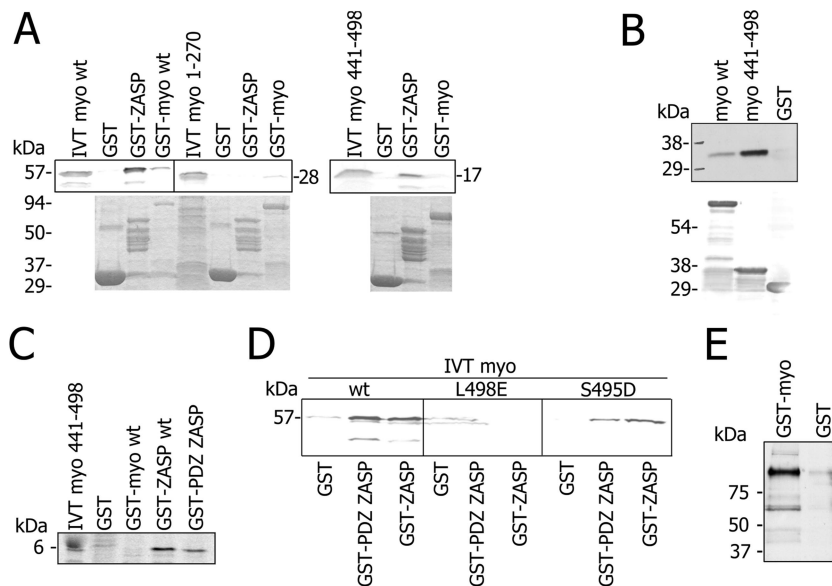 A
IVT myo wt
GST
GST-ZASP
GST-myo wt
IVT myo 1-270
GST
GST-ZASP
GST-myo
IVT myo 441-498
GST
GST-ZASP
GST-myo
kDa
57-
-28
-17
94-
50-
37-
29-
B
myo wt
myo 441-498
GST
kDa
38-
29-
54-
38-
29-
C
IVT myo 441-498
GST
GST-myo wt
GST-ZASP wt
GST-PDZ ZASP
kDa
6 -
D
IVT myo
kDa
wt
L498E
S495D
57-
GST
GST-PDZ ZASP
GST-ZASP
GST
GST-PDZ ZASP
GST-ZASP
GST
GST-PDZ ZASP
GST-ZASP
E
GST-myo
GST
kDa
75 -
50 -
37 -